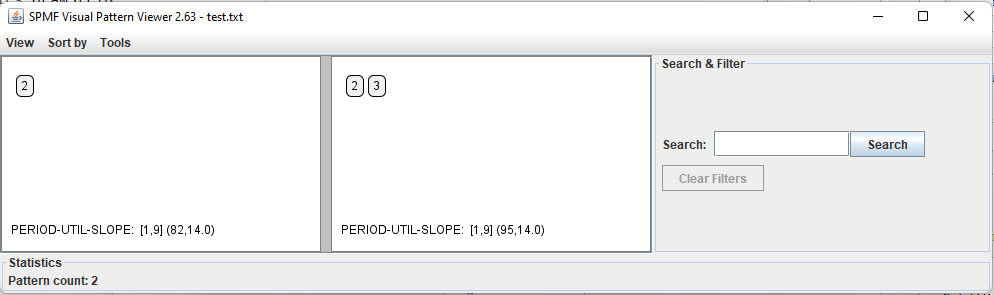 SPMF Visual Pattern Viewer 2.63 - test.txt
View Sort by Tools
2
PERIOD-UTIL-SLOPE: [1,9] (82,14.0)
2 3
PERIOD-UTIL-SLOPE: [1,9] (95,14.0)
Search & Filter
Search: Search
Clear Filters
Statistics
Pattern count: 2